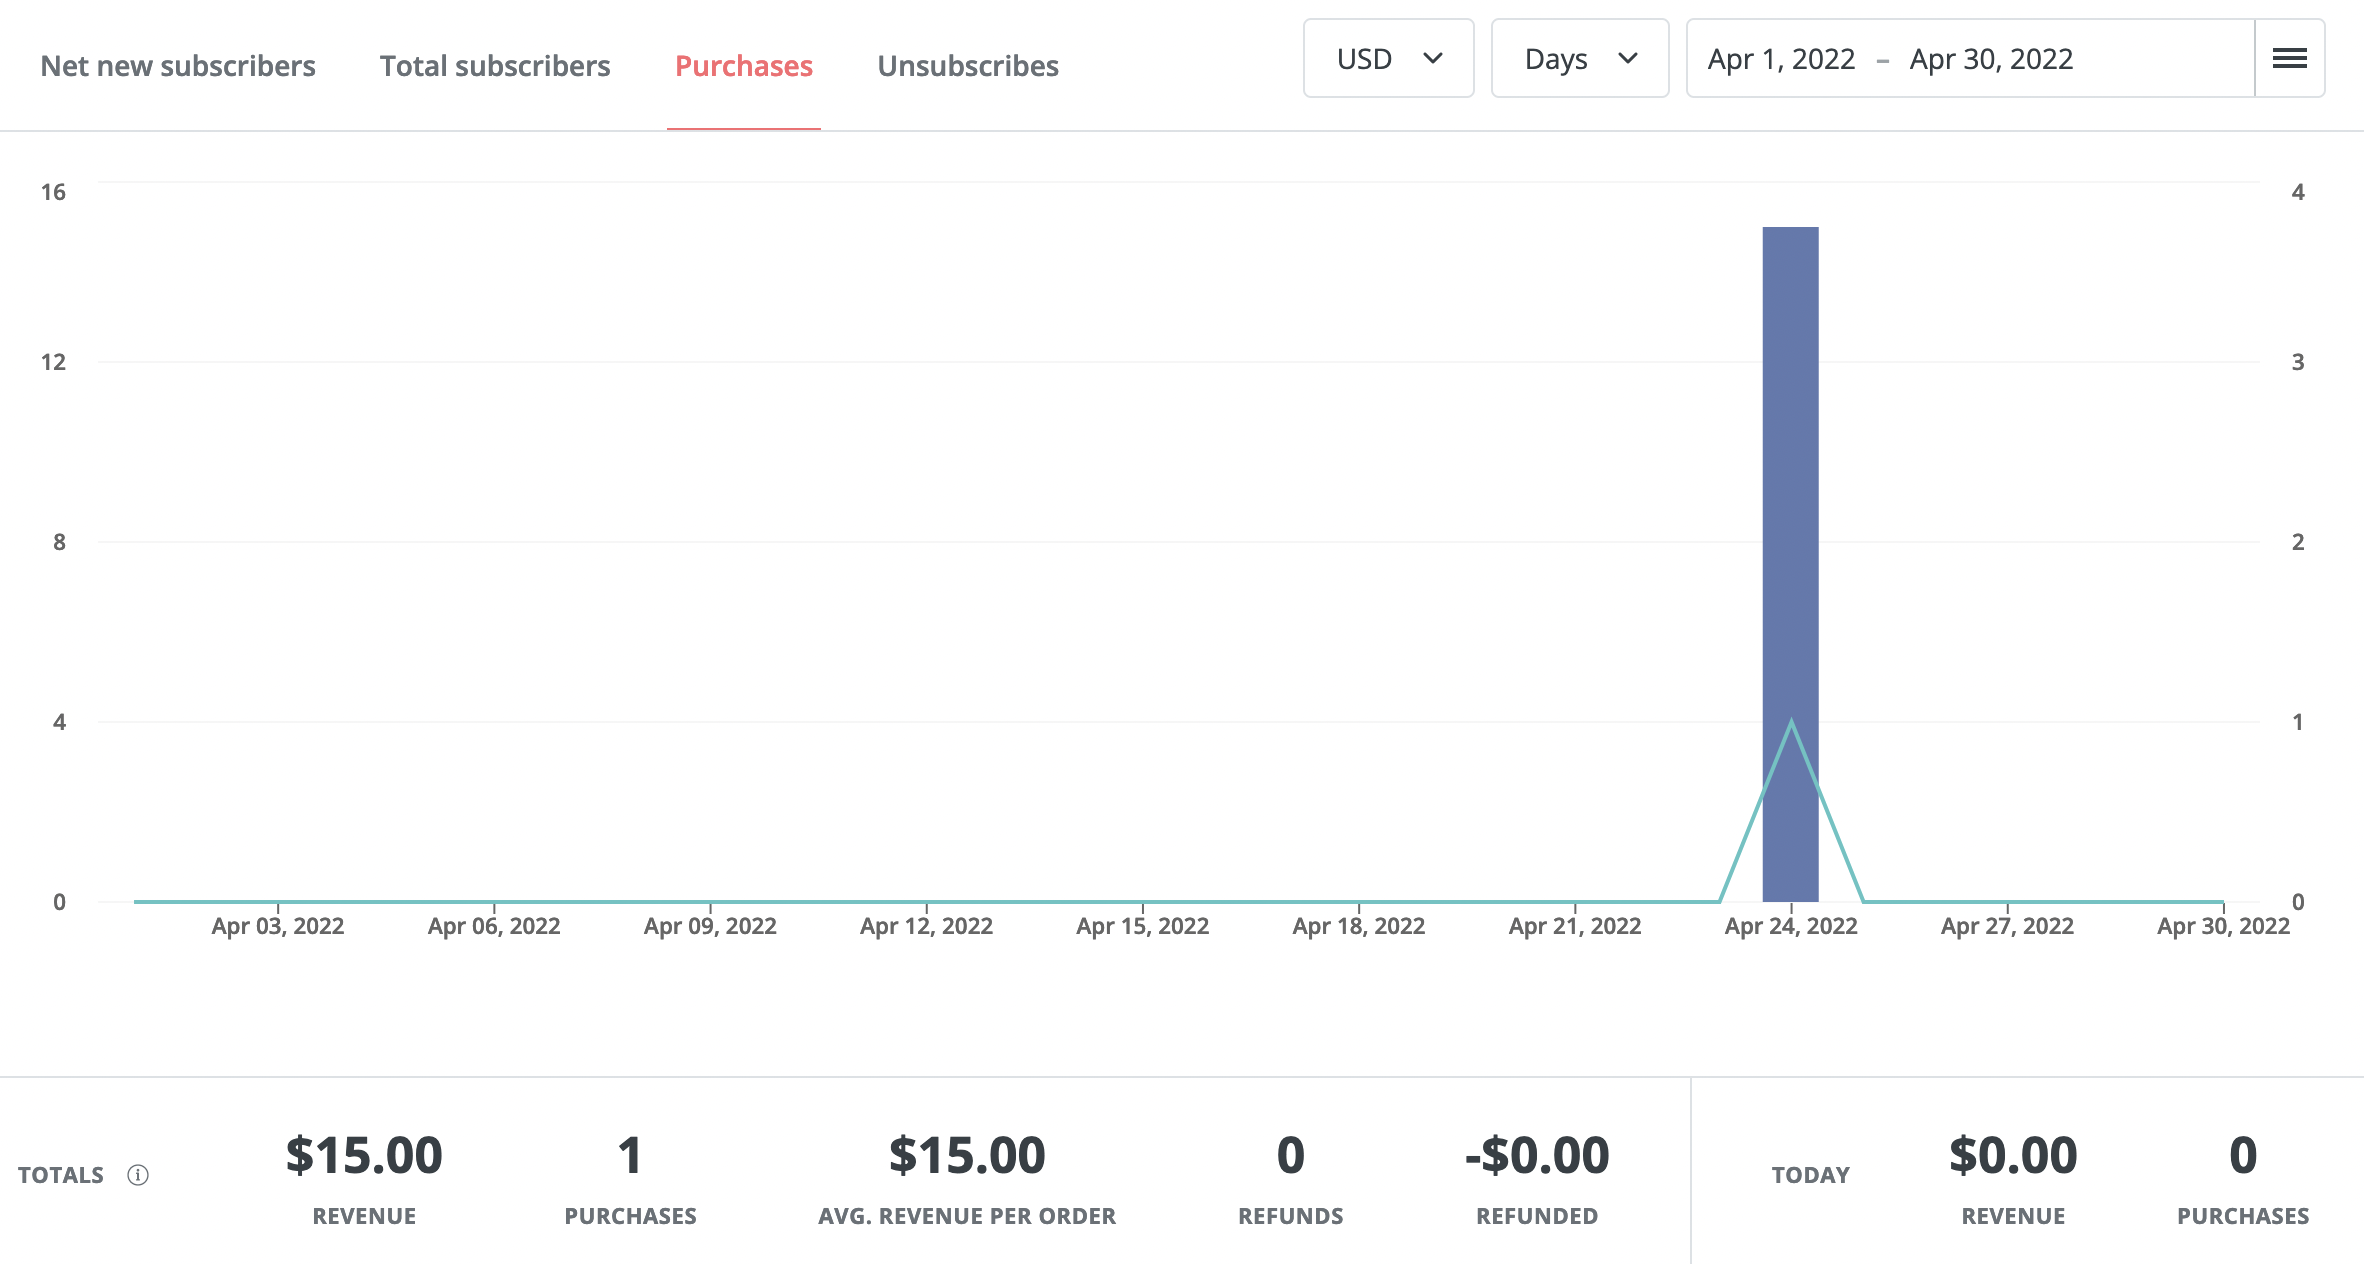 Net new subscribers Total subscribers Purchases Unsubscribes USD Days Apr 1, 2022 – Apr 30, 2022
16 4
12 3
8 2
4 1
0 0
Apr 03, 2022 Apr 06, 2022 Apr 09, 2022 Apr 12, 2022 Apr 15, 2022 Apr 18, 2022 Apr 21, 2022 Apr 24, 2022 Apr 27, 2022 Apr 30, 2022
$15.00 1 $15.00 0 -$0.00 $0.00 0
TOTALS TODAY
REVENUE PURCHASES AVG. REVENUE PER ORDER REFUNDS REFUNDED REVENUE PURCHASES